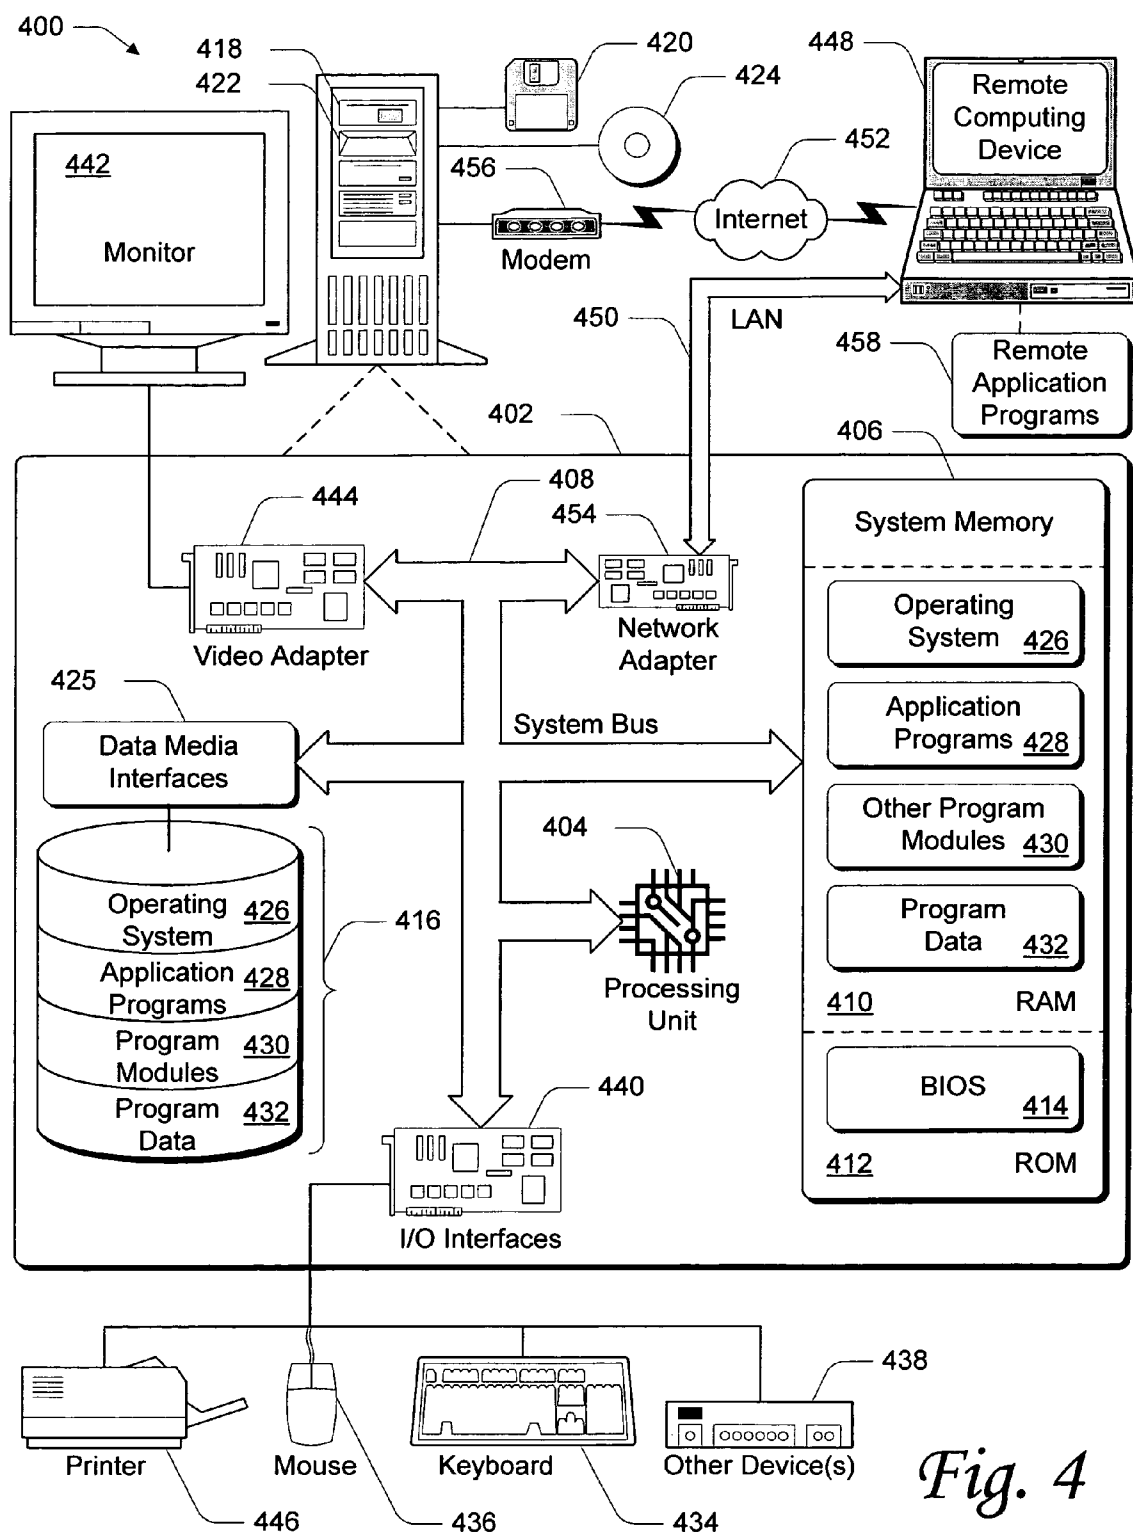 400
418
422
420
424
448
Remote
Computing
Device
442
Monitor
456
Modem
452
Internet
450
LAN
458
Remote
Application
Programs
402
406
444
408
454
Video Adapter
Network
Adapter
System Memory
Operating
System 426
Application
Programs 428
Other Program
Modules 430
Program
Data 432
410 RAM
BIOS
414
412 ROM
425
Data Media
Interfaces
System Bus
404
Processing
Unit
Operating
System 426
Application
Programs 428
Program
Modules 430
Program
Data 432
416
440
I/O Interfaces
Printer
446
Mouse
436
Keyboard
434
438
Other Device(s)
Fig. 4